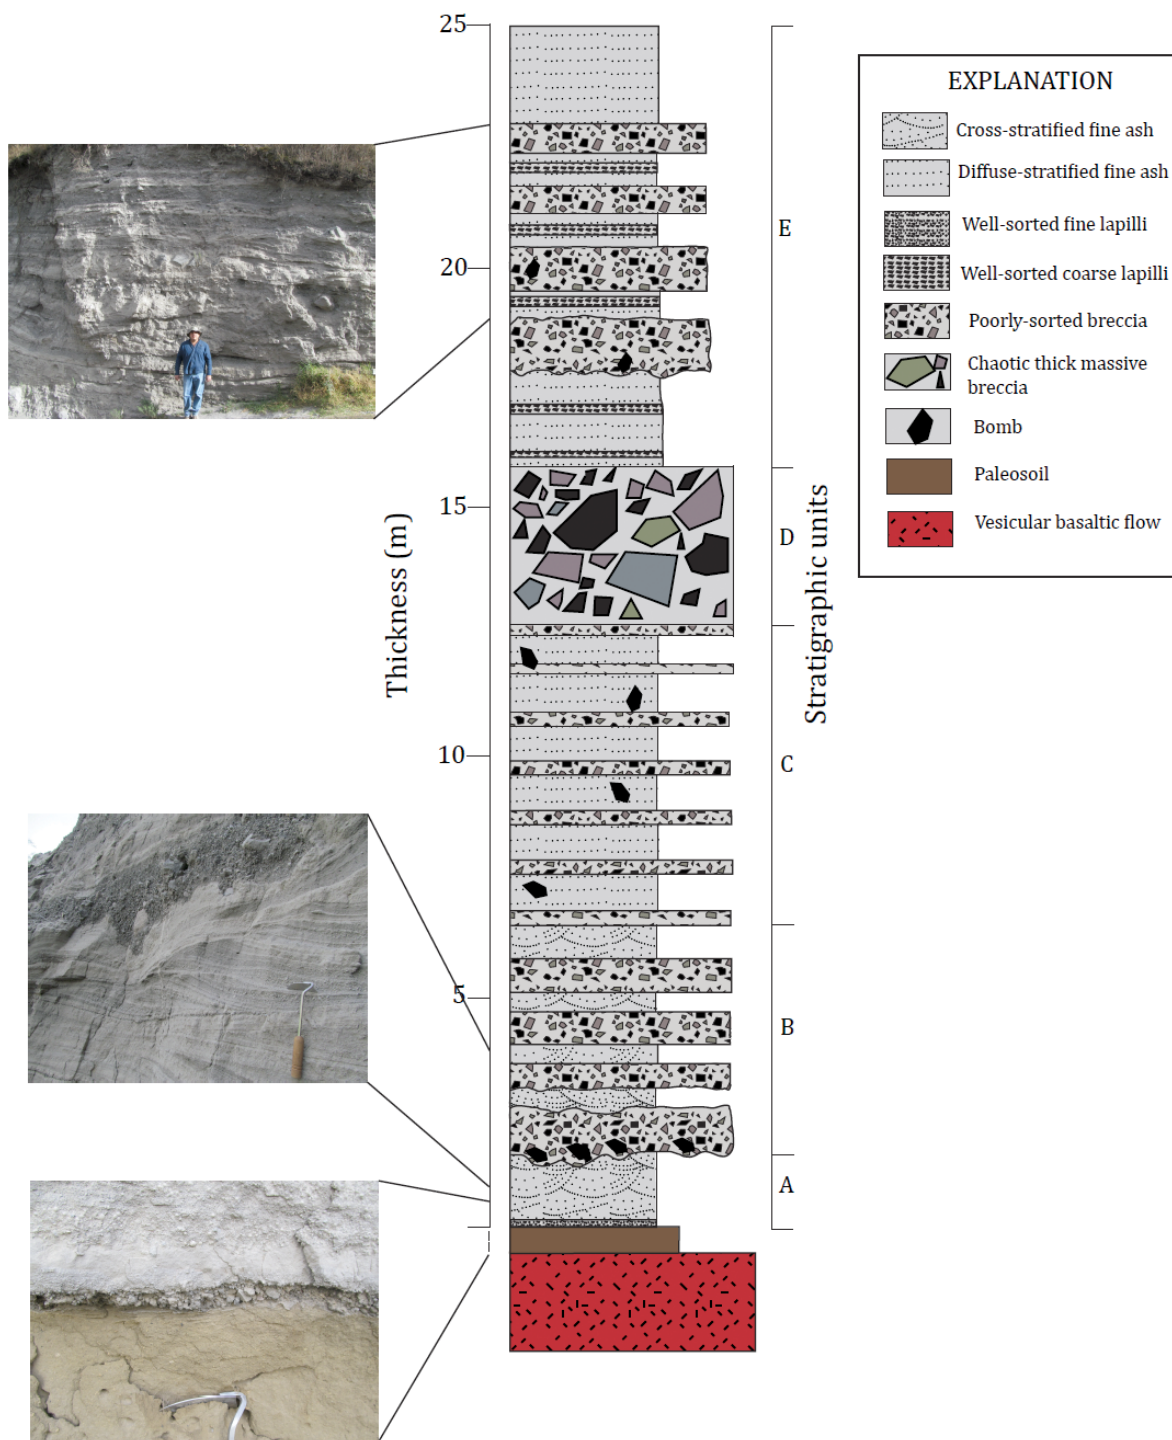 25
20
15
10
5
Thickness (m)
E
D
C
B
A
Stratigraphic units
EXPLANATION
Cross-stratified fine ash
Diffuse-stratified fine ash
Well-sorted fine lapilli
Well-sorted coarse lapilli
Poorly-sorted breccia
Chaotic thick massive
breccia
Bomb
Paleosoil
Vesicular basaltic flow